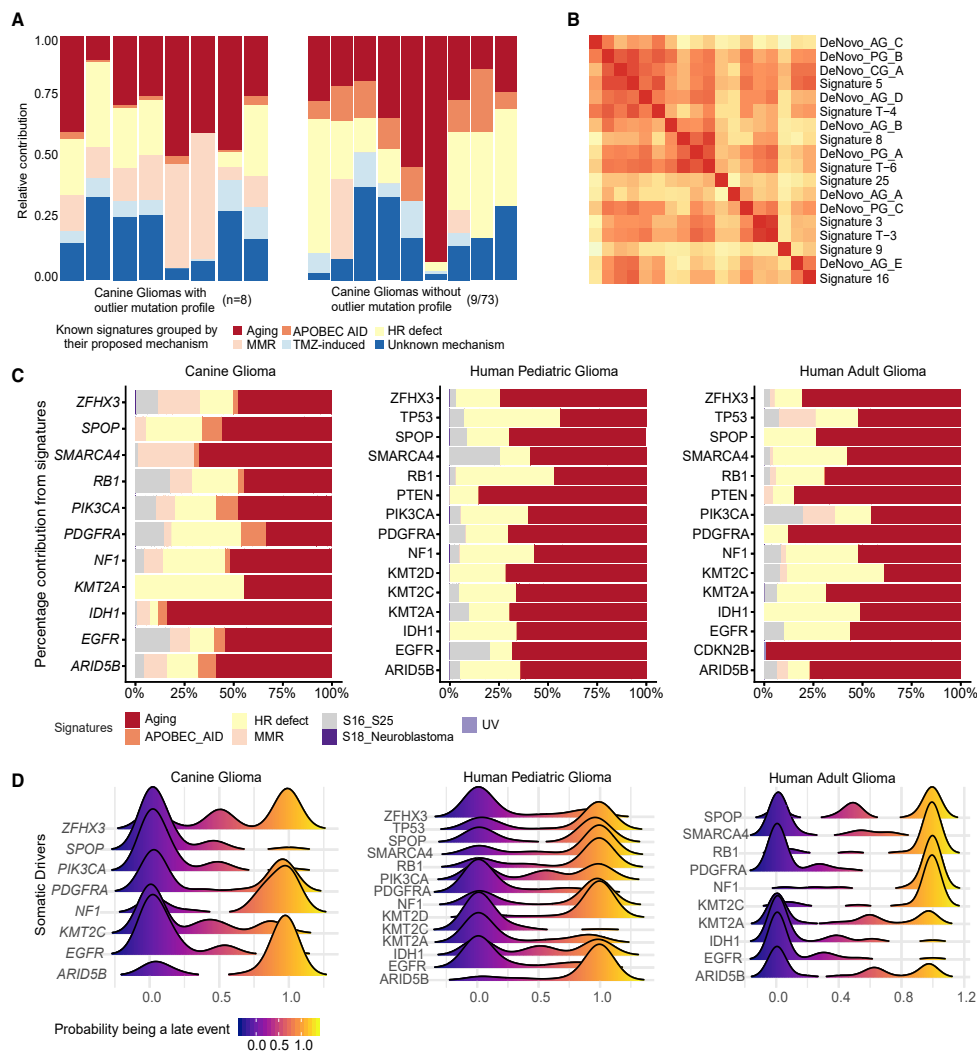 A
1.00
0.75
0.50
0.25
0.00
Relative contribution
Canine Gliomas with
outlier mutation profile
(n=8)
Canine Gliomas without
outlier mutation profile
(9/73)
Known signatures grouped by
their proposed mechanism
Aging
APOBEC AID
HR defect
MMR
TMZ-induced
Unknown mechanism
B
DeNovo_AG_C
DeNovo_PG_B
DeNovo_CG_A
Signature 5
DeNovo_AG_D
Signature T−4
DeNovo_AG_B
Signature 8
DeNovo_PG_A
Signature T−6
Signature 25
DeNovo_AG_A
DeNovo_PG_C
Signature 3
Signature T−3
Signature 9
DeNovo_AG_E
Signature 16
C
Percentage contribution from signatures
Canine Glioma
ZFHX3
SPOP
SMARCA4
RB1
PIK3CA
PDGFRA
NF1
KMT2A
IDH1
EGFR
ARID5B
0% 25% 50% 75% 100%
Human Pediatric Glioma
ZFHX3
TP53
SPOP
SMARCA4
RB1
PTEN
PIK3CA
PDGFRA
NF1
KMT2D
KMT2C
KMT2A
IDH1
EGFR
ARID5B
0% 25% 50% 75% 100%
Human Adult Glioma
ZFHX3
TP53
SPOP
SMARCA4
RB1
PTEN
PIK3CA
PDGFRA
NF1
KMT2C
KMT2A
IDH1
EGFR
CDKN2B
ARID5B
0% 25% 50% 75% 100%
Signatures
Aging
APOBEC_AID
HR defect
MMR
S16_S25
S18_Neuroblastoma
UV
D
Somatic Drivers
Canine Glioma
ZFHX3
SPOP
PIK3CA
PDGFRA
NF1
KMT2C
EGFR
ARID5B
0.0 0.5 1.0
Human Pediatric Glioma
ZFHX3
TP53
SPOP
SMARCA4
RB1
PIK3CA
PDGFRA
NF1
KMT2D
KMT2C
KMT2A
IDH1
EGFR
ARID5B
0.0 0.5 1.0
Human Adult Glioma
SPOP
SMARCA4
RB1
PDGFRA
NF1
KMT2C
KMT2A
IDH1
EGFR
ARID5B
0.0 0.4 0.8 1.2
Probability being a late event
0.0 0.5 1.0